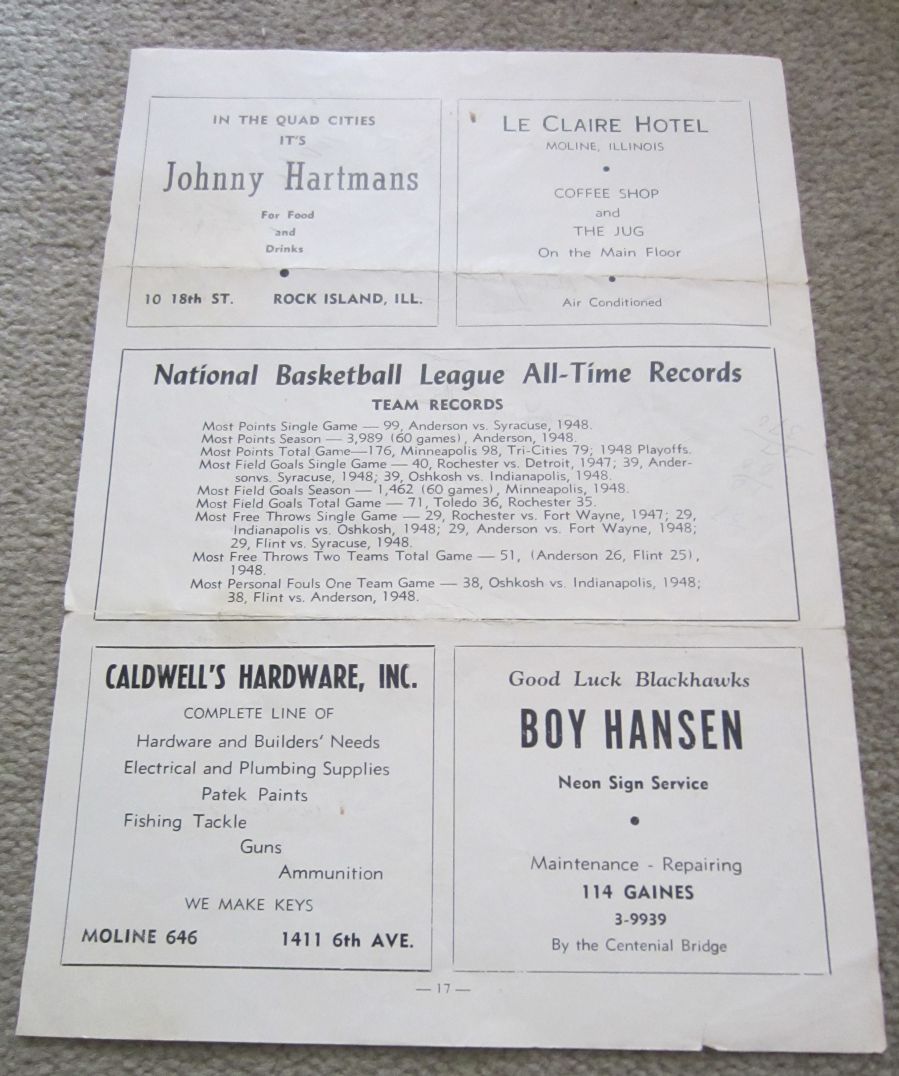 IN THE QUAD CITIES
IT'S
Johnny Hartmans
For Food
and
Drinks
10 18th ST. ROCK ISLAND, ILL.
LE CLAIRE HOTEL
MOLINE, ILLINOIS
COFFEE SHOP
and
THE JUG
On the Main Floor
Air Conditioned
National Basketball League All-Time Records
TEAM RECORDS
Most Points Single Game — 99, Anderson vs. Syracuse, 1948.
Most Points Season — 3,989 (60 games), Anderson, 1948.
Most Points Total Game—176, Minneapolis 98, Tri-Cities 79; 1948 Playoffs.
Most Field Goals Single Game — 40, Rochester vs. Detroit, 1947; 39, Ander-
sonvs. Syracuse, 1948; 39, Oshkosh vs. Indianapolis, 1948.
Most Field Goals Season — 1,462 (60 games), Minneapolis, 1948.
Most Field Goals Total Game — 71, Toledo 36, Rochester 35.
Most Free Throws Single Game — 29, Rochester vs. Fort Wayne, 1947; 29,
Indianapolis vs. Oshkosh, 1948; 29, Anderson vs. Fort Wayne, 1948;
29, Flint vs. Syracuse, 1948.
Most Free Throws Two Teams Total Game — 51, (Anderson 26, Flint 25),
1948.
Most Personal Fouls One Team Game — 38, Oshkosh vs. Indianapolis, 1948;
38, Flint vs. Anderson, 1948.
CALDWELL'S HARDWARE, INC.
COMPLETE LINE OF
Hardware and Builders' Needs
Electrical and Plumbing Supplies
Patek Paints
Fishing Tackle
Guns
Ammunition
WE MAKE KEYS
MOLINE 646 1411 6th AVE.
Good Luck Blackhawks
BOY HANSEN
Neon Sign Service
Maintenance - Repairing
114 GAINES
3-9939
By the Centenial Bridge
— 17 —